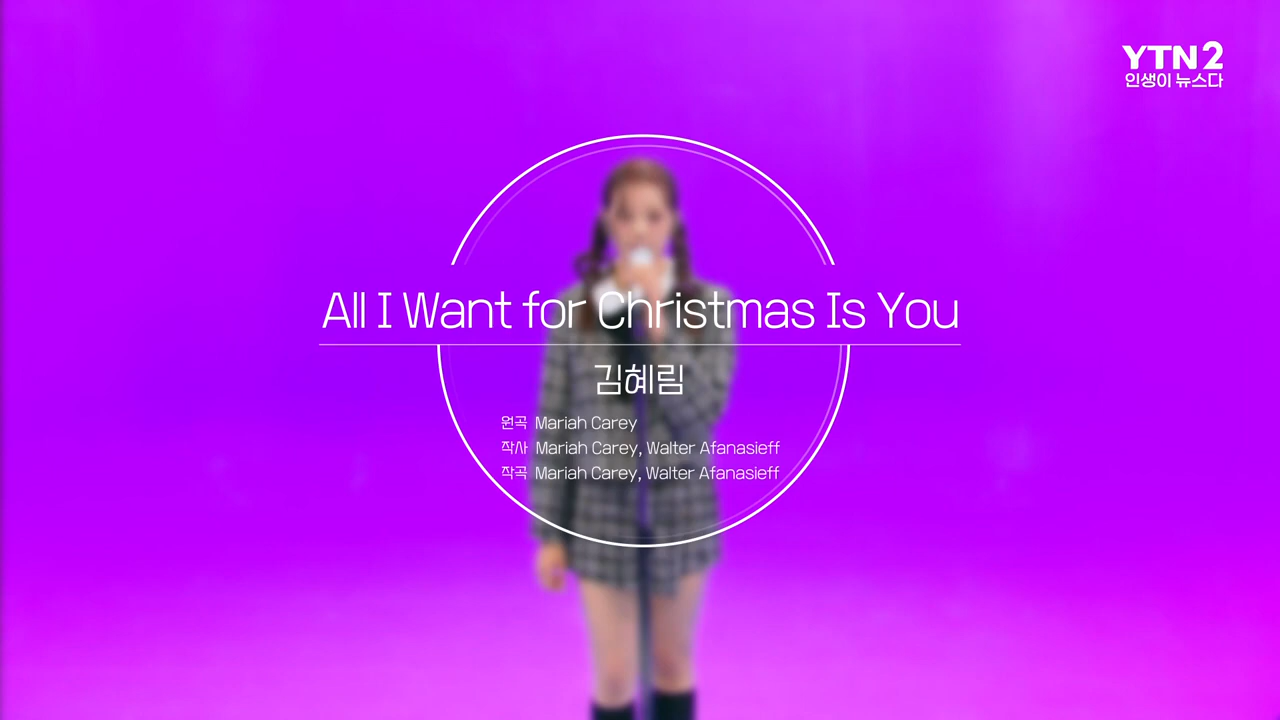 YTN2
인생이 뉴스다
All I Want for Christmas Is You
김혜림
원곡 Mariah Carey
작사 Mariah Carey, Walter Afanasieff
작곡 Mariah Carey, Walter Afanasieff